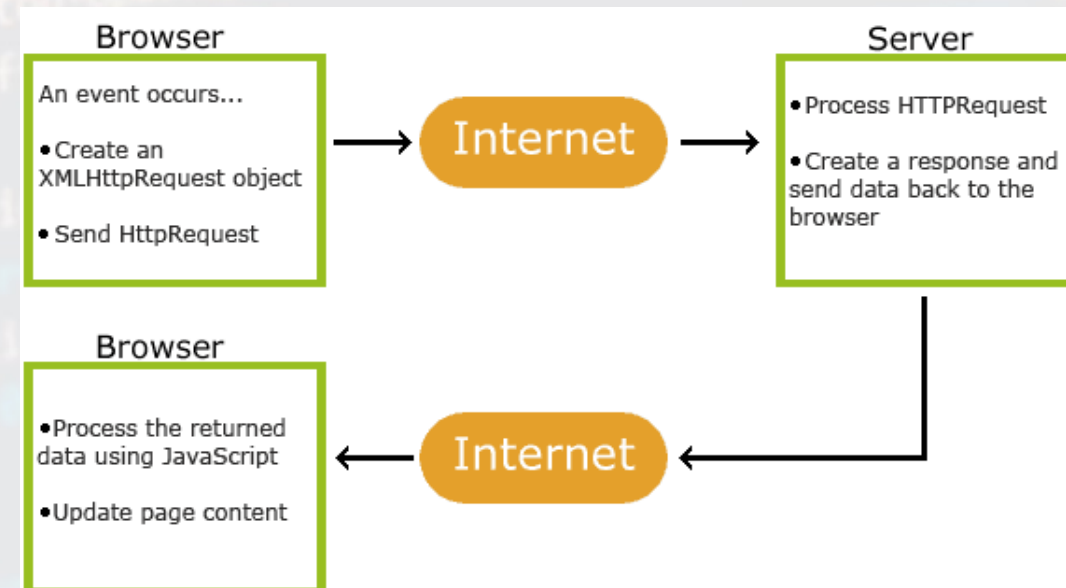 Browser
An event occurs...
•Create an
XMLHttpRequest object
• Send HttpRequest
Internet
Server
•Process HTTPRequest
•Create a response and
send data back to the
browser
Browser
•Process the returned
data using JavaScript
•Update page content
Internet